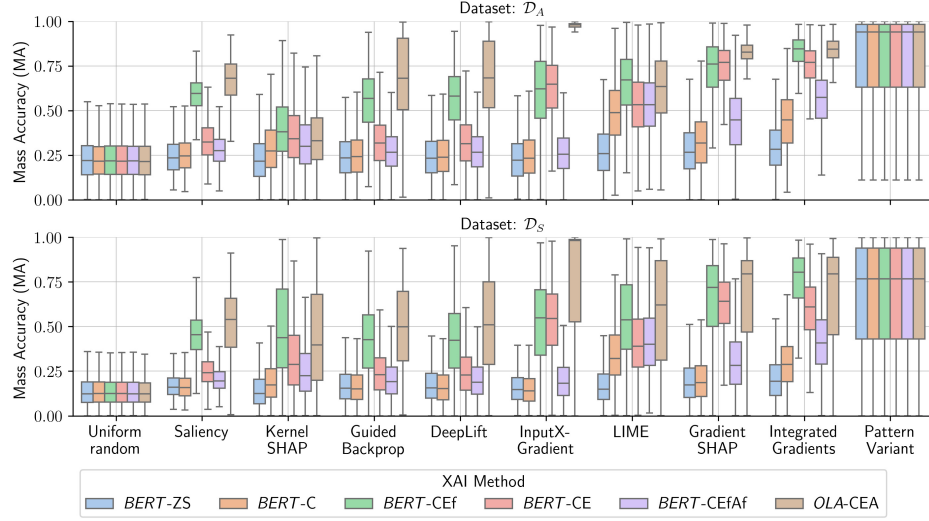 Dataset: 𝒟_A
Mass Accuracy (MA)
1.00
0.75
0.50
0.25
0.00
Dataset: 𝒟_S
Mass Accuracy (MA)
1.00
0.75
0.50
0.25
0.00
Uniform random
Saliency
Kernel SHAP
Guided Backprop
DeepLift
InputX-Gradient
LIME
Gradient SHAP
Integrated Gradients
Pattern Variant
XAI Method
BERT-ZS BERT-C BERT-CEf BERT-CE BERT-CEfAf OLA-CEA